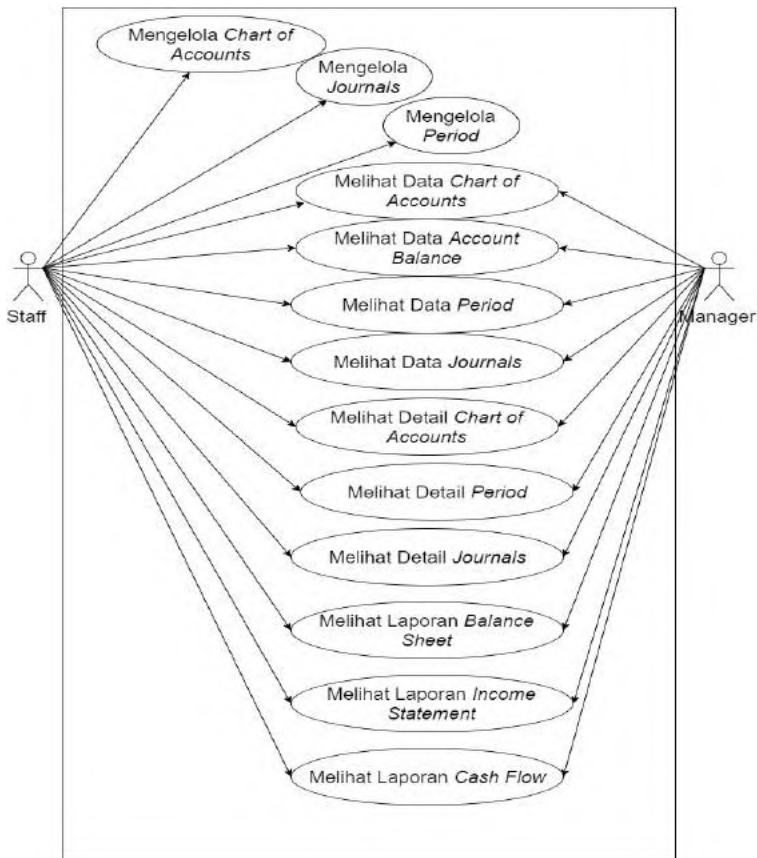 Mengelola Chart of
Accounts
Mengelola
Journals
Mengelola
Period
Melihat Data Chart of
Accounts
Melihat Data Account
Balance
Staff
Manager
Melihat Data Period
Melihat Data Journals
Melihat Detail Chart of
Accounts
Melihat Detail Period
Melihat Detail Journals
Melihat Laporan Balance
Sheet
Melihat Laporan Income
Statement
Melihat Laporan Cash Flow